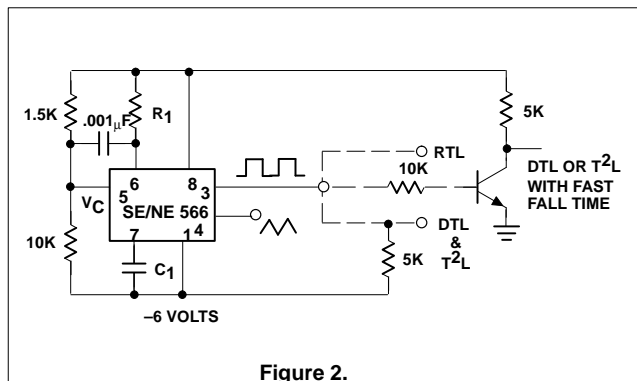 1.5K
.001μF
R1
5K
RTL
10K
DTL OR T2L
WITH FAST
FALL TIME
6
8
3
5
VC
SE/NE 566
4
7
1
10K
C1
DTL
&
T2L
5K
–6 VOLTS
Figure 2.